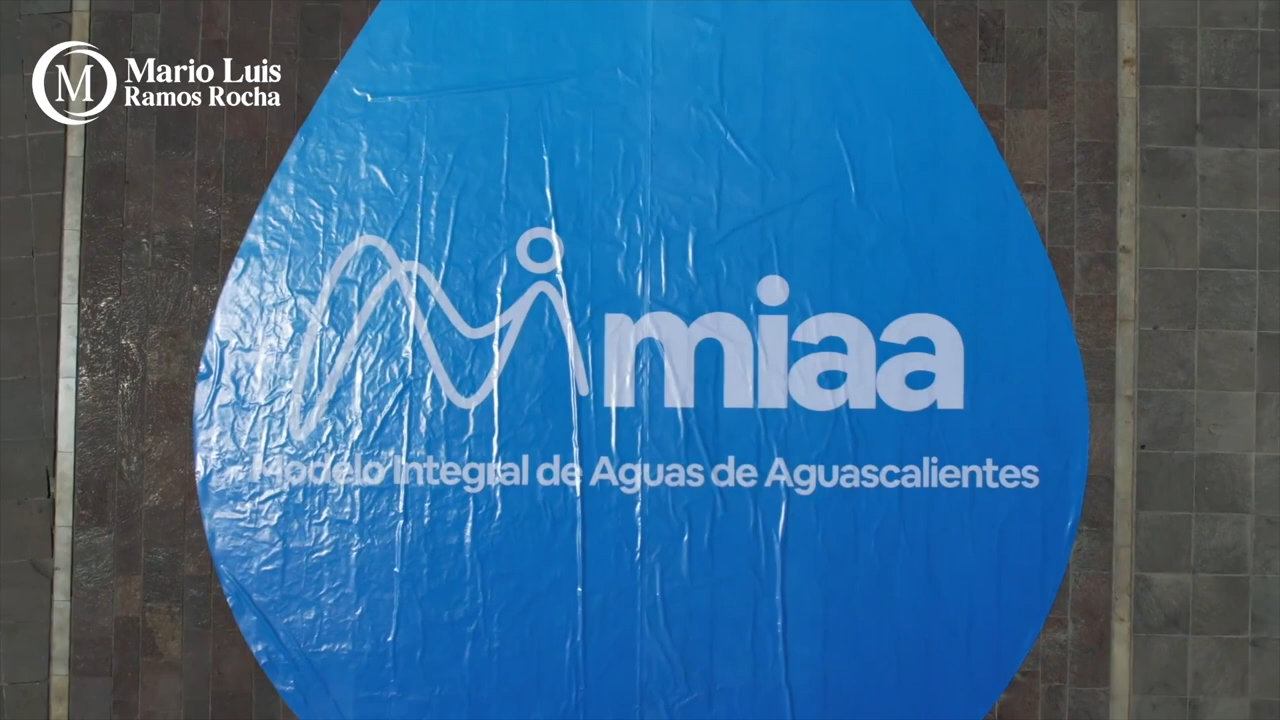 M
Mario Luis
Ramos Rocha
miaa
Modelo Integral de Aguas de Aguascalientes